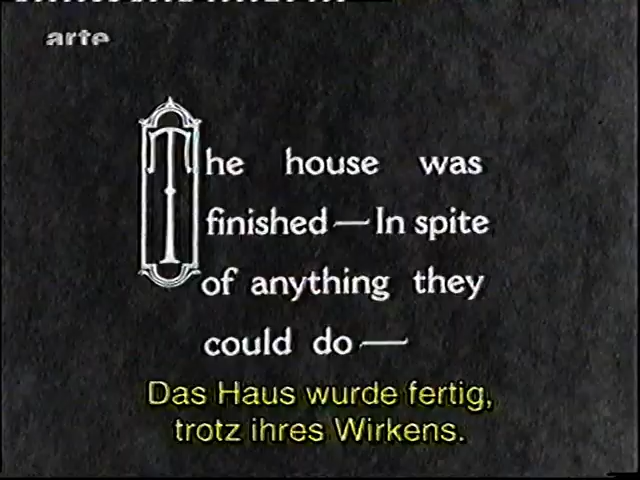 arte
The house was
finished — In spite
of anything they
could do —
Das Haus wurde fertig,
trotz ihres Wirkens.